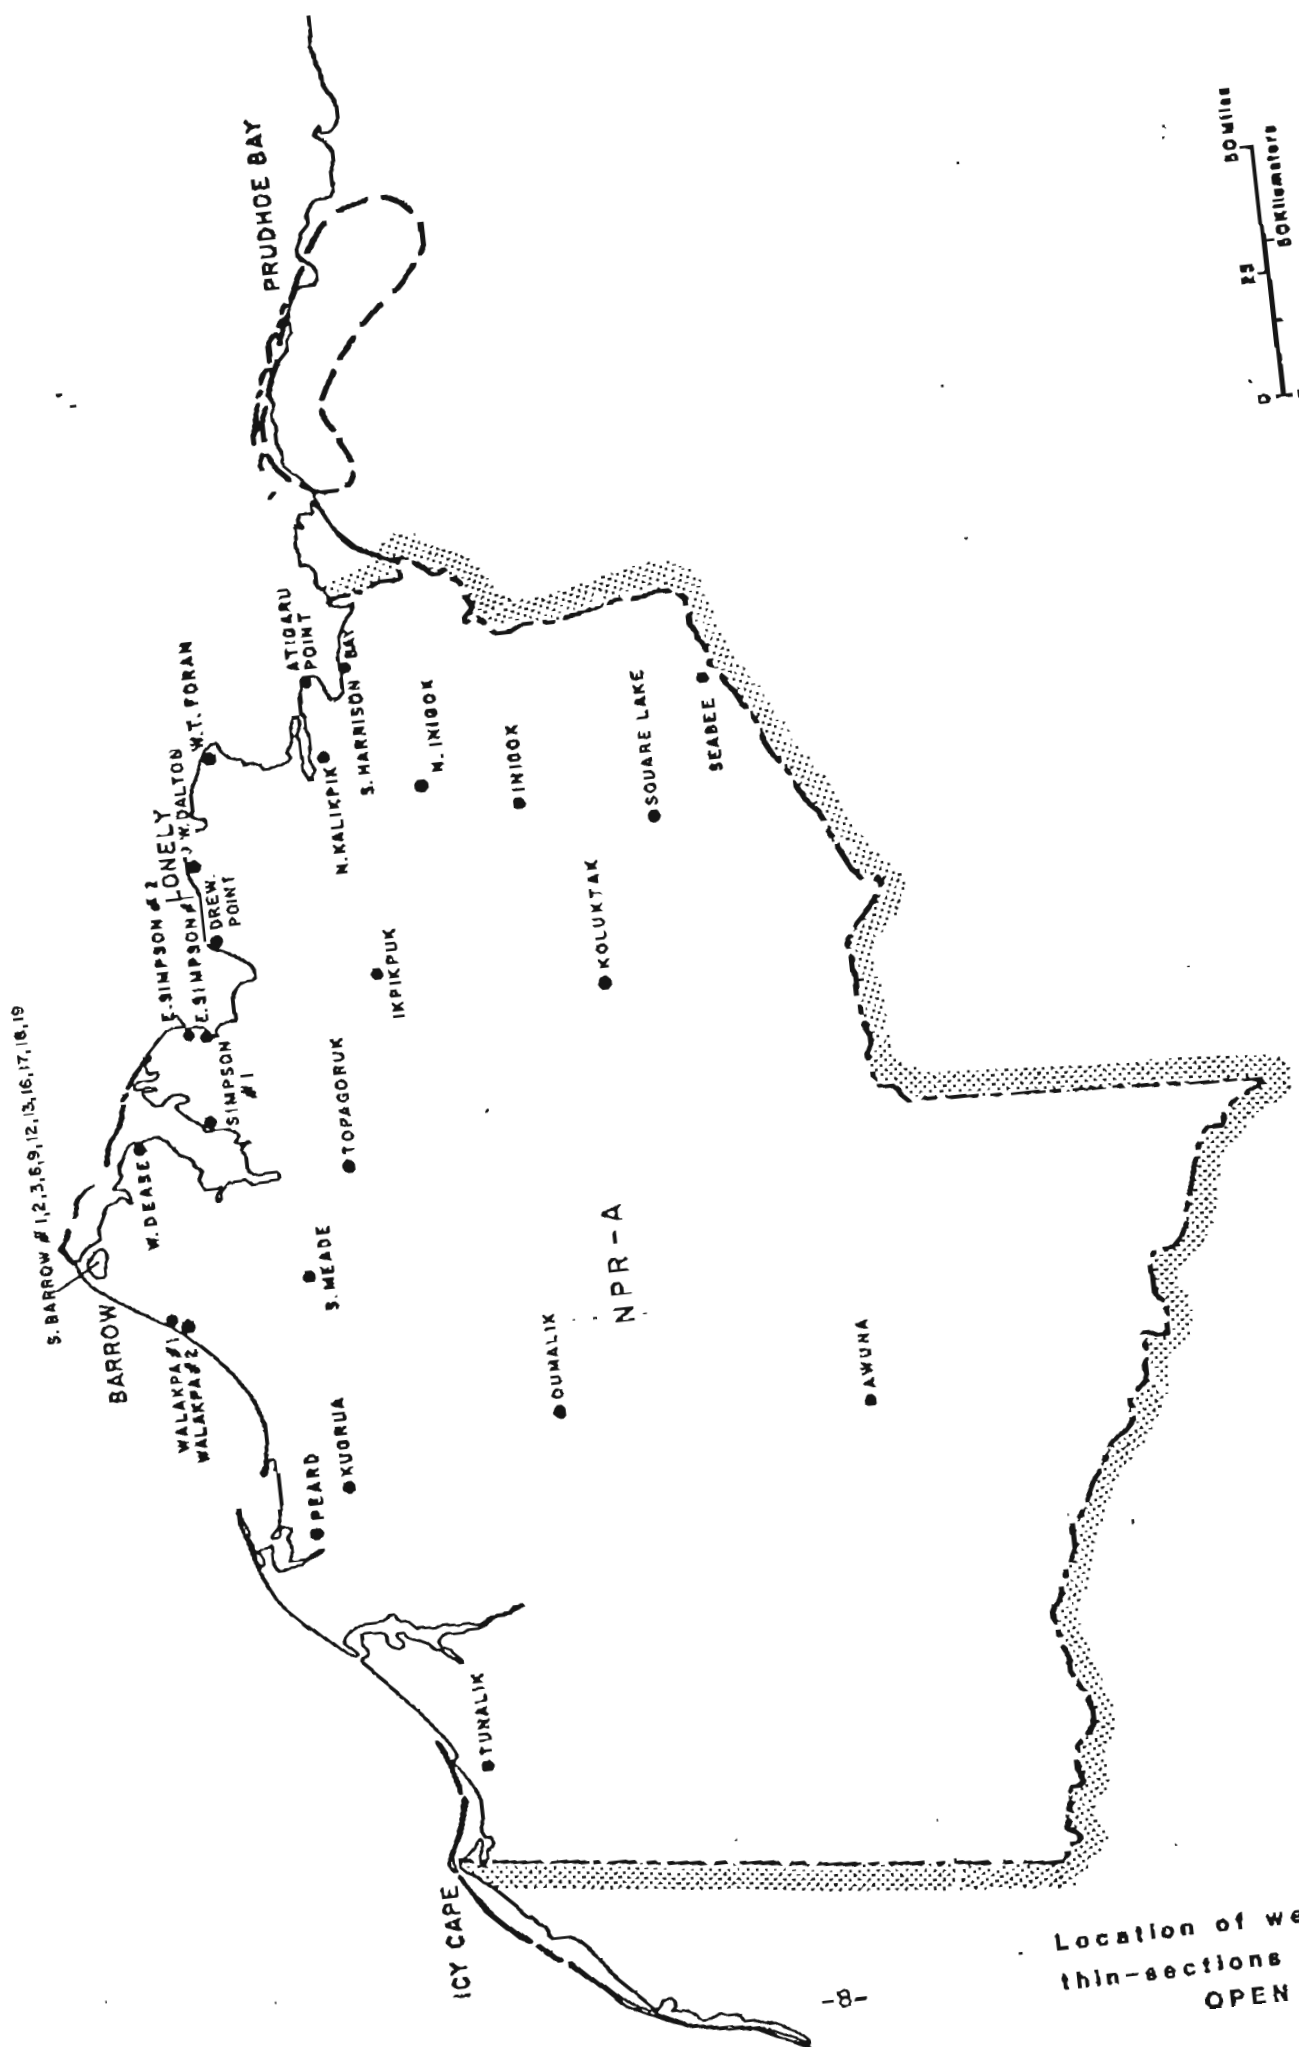 PRUDHOE BAY
50 Miles
25
0
50 Kilometers
ATIGARU
POINT
S. HARRISON BAY
W.T. FORAN
W. DALTON
LONELY
E. SIMPSON # 2
E. SIMPSON # 1
DREW
POINT
N. KALIKPIK
N. INIGOK
INIGOK
SQUARE LAKE
SEABEE
KOLUKTAK
IKPIKPUK
TOPAGORUK
SIMPSON
# 1
W. DEASE
S. BARROW # 1,2,3,6,9,12,13,16,17,18,19
BARROW
S. MEADE
WALAKPA # 1
WALAKPA # 2
NPR-A
OUMALIK
AWUNA
KUGRUA
PEARD
TUNALIK
ICY CAPE
-8-
Location of we
thin-sections
OPEN